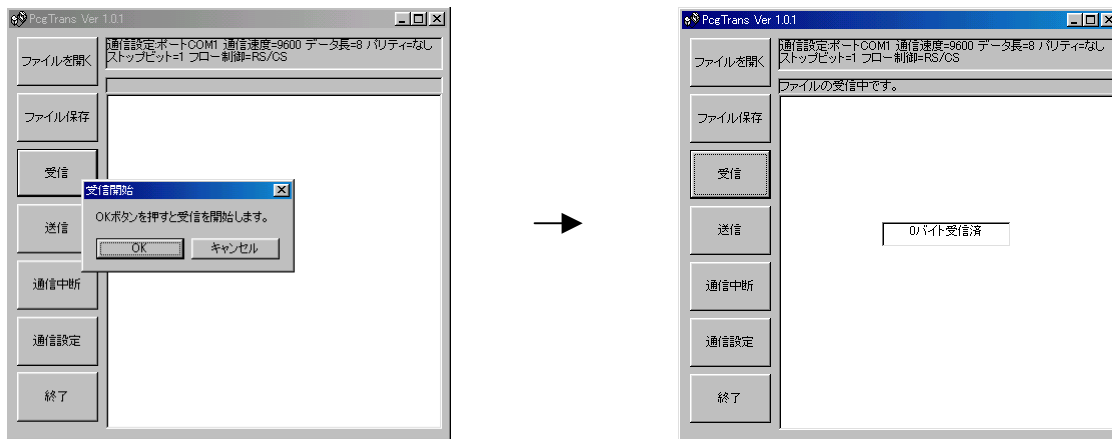 PcgTrans Ver 1.0.1
ファイルを開く
通信設定ポートCOM1 通信速度=9600 データ長=8 パリティ=なし
ストップビット=1 フロー制御=RS/CS
ファイル保存
受信
受信開始
OKボタンを押すと受信を開始します。
OK
キャンセル
送信
通信中断
通信設定
終了
PcgTrans Ver 1.0.1
ファイルを開く
通信設定ポートCOM1 通信速度=9600 データ長=8 パリティ=なし
ストップビット=1 フロー制御=RS/CS
ファイルの受信中です。
ファイル保存
受信
送信
0バイト受信済
通信中断
通信設定
終了